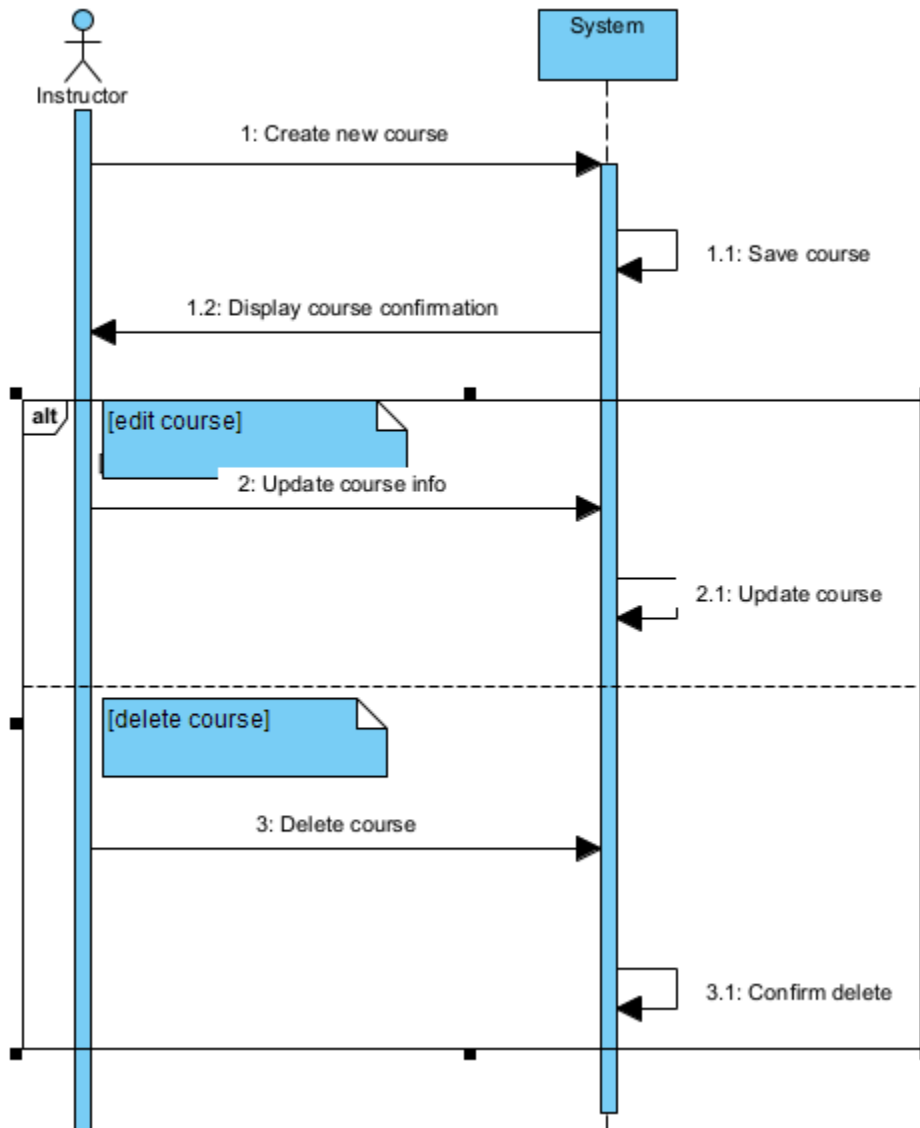 System
Instructor
1: Create new course
1.1: Save course
1.2: Display course confirmation
alt
[edit course]
2: Update course info
2.1: Update course
[delete course]
3: Delete course
3.1: Confirm delete